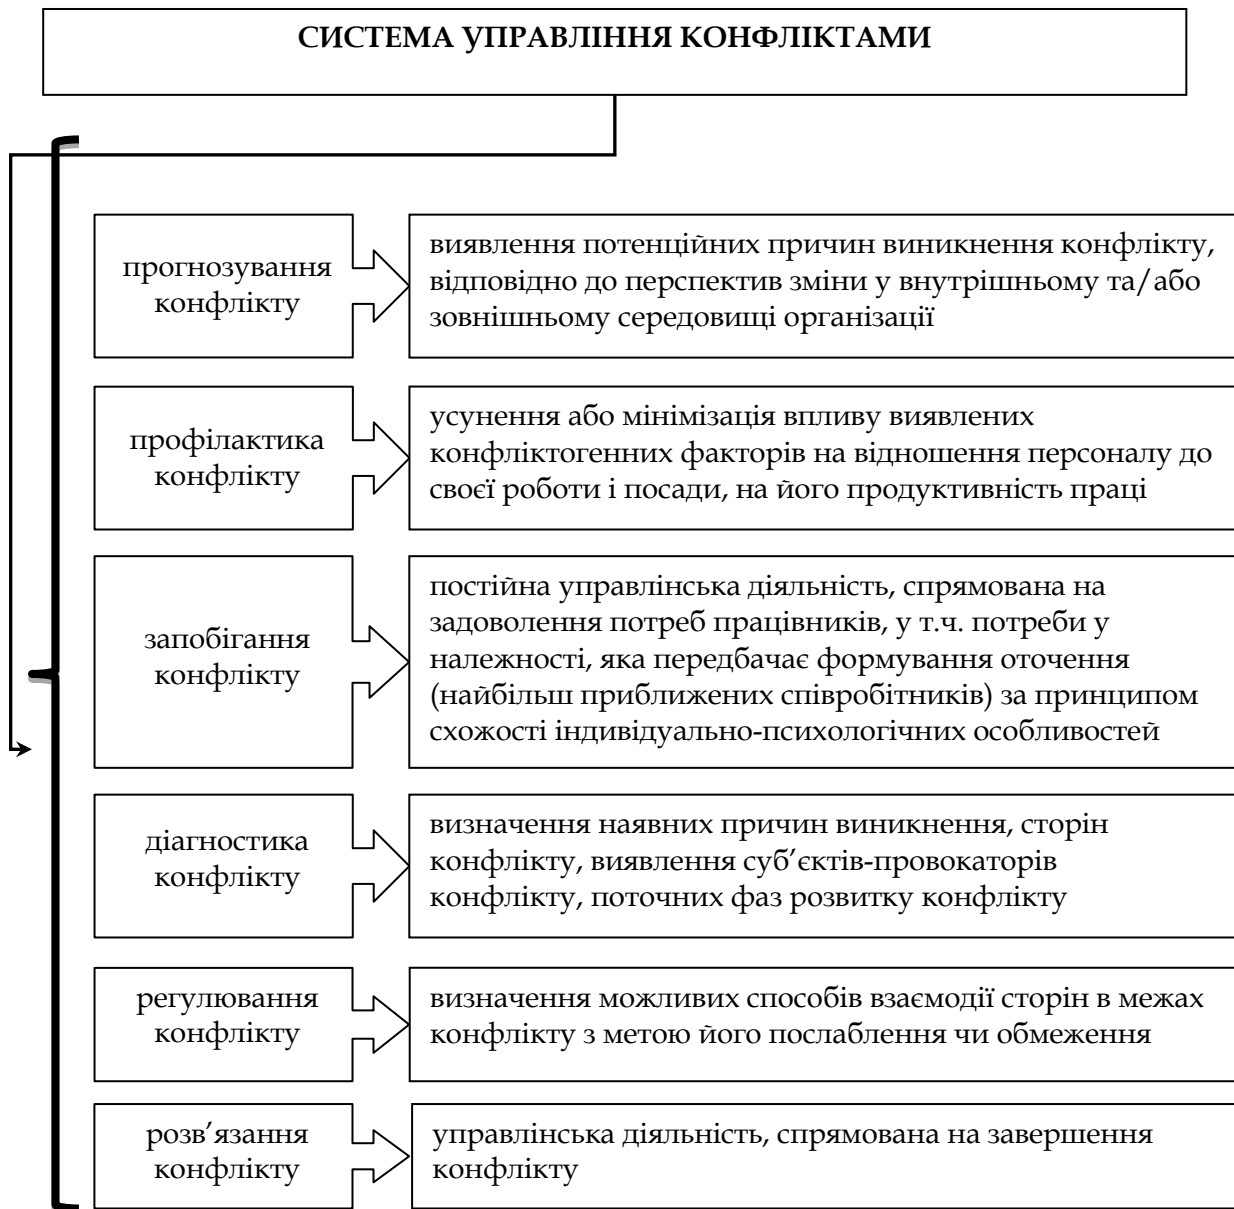 СИСТЕМА УПРАВЛІННЯ КОНФЛІКТАМИ
прогнозування
конфлікту
виявлення потенційних причин виникнення конфлікту,
відповідно до перспектив зміни у внутрішньому та/або
зовнішньому середовищі організації
профілактика
конфлікту
усунення або мінімізація впливу виявлених
конфліктогенних факторів на відношення персоналу до
своєї роботи і посади, на його продуктивність праці
запобігання
конфлікту
постійна управлінська діяльність, спрямована на
задоволення потреб працівників, у т.ч. потреби у
належності, яка передбачає формування оточення
(найбільш приближених співробітників) за принципом
схожості індивідуально-психологічних особливостей
діагностика
конфлікту
визначення наявних причин виникнення, сторін
конфлікту, виявлення суб’єктів-провокаторів
конфлікту, поточних фаз розвитку конфлікту
регулювання
конфлікту
визначення можливих способів взаємодії сторін в межах
конфлікту з метою його послаблення чи обмеження
розв’язання
конфлікту
управлінська діяльність, спрямована на завершення
конфлікту